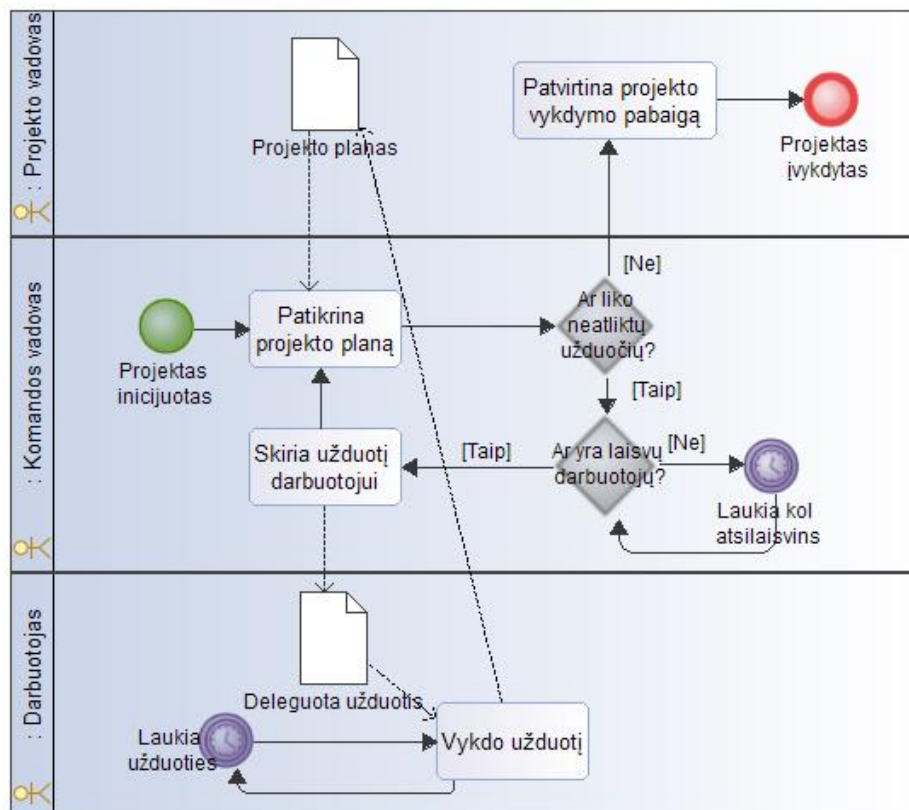 : Projekto vadovas
Projekto planas
Patvirtina projekto
vykdymo pabaigą
Projektas
įvykdytas
: Komandos vadovas
Projektas
inicijuotas
Patikrina
projekto planą
[Ne]
Ar liko
neatliktų
užduočių?
[Taip]
Skiria užduotį
darbuotojui
[Taip]
Ar yra laisvų
darbuotojų?
[Ne]
Laukia kol
atsilaisvins
: Darbuotojas
Deleguota užduotis
Laukia
užduoties
Vykdo užduotį